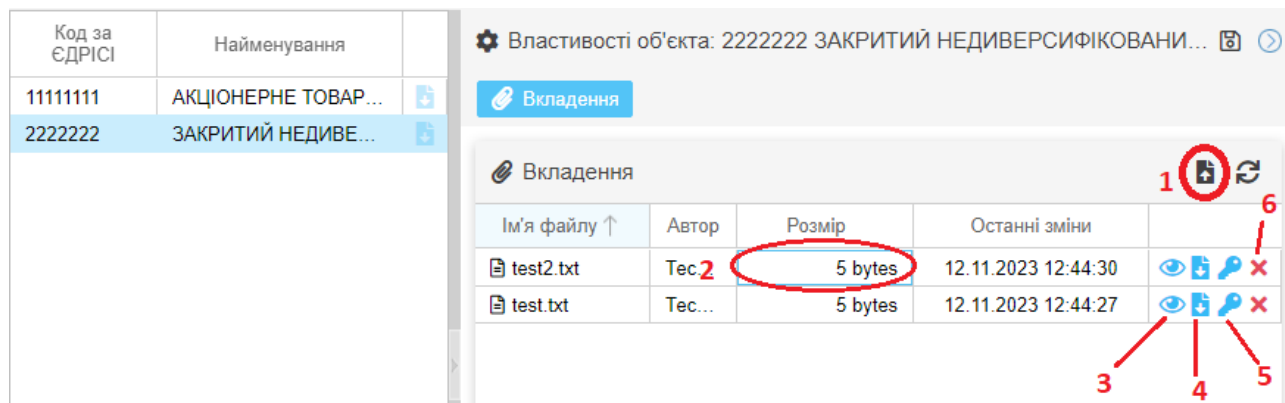 Код за ЄДРІСІ Найменування
11111111 АКЦІОНЕРНЕ ТОВАР...
2222222 ЗАКРИТИЙ НЕДИВЕ...
Властивості об'єкта: 2222222 ЗАКРИТИЙ НЕДИВЕРСИФІКОВАНИ...
Вкладення
Вкладення 1
6
Ім'я файлу ↑ Автор Розмір Останні зміни
test2.txt Тес... 2 5 bytes 12.11.2023 12:44:30
test.txt Тес... 5 bytes 12.11.2023 12:44:27
3 4 5